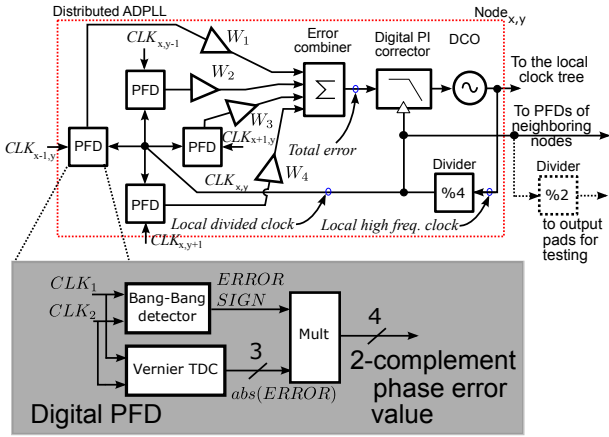 Distributed ADPLL
Node x,y
CLK x,y-1
W1
W2
W3
W4
Error
combiner
Digital PI
corrector
DCO
To the local
clock tree
PFD
PFD
PFD
PFD
Σ
CLK x-1,y
CLK x+1,y
CLK x,y
CLK x,y+1
Total error
To PFDs of
neighboring
nodes
Divider
%4
Divider
%2
Local divided clock
Local high freq. clock
to output
pads for
testing
CLK1
CLK2
Bang-Bang
detector
ERROR
SIGN
Vernier TDC
3
abs(ERROR)
Mult
4
2-complement
phase error
value
Digital PFD